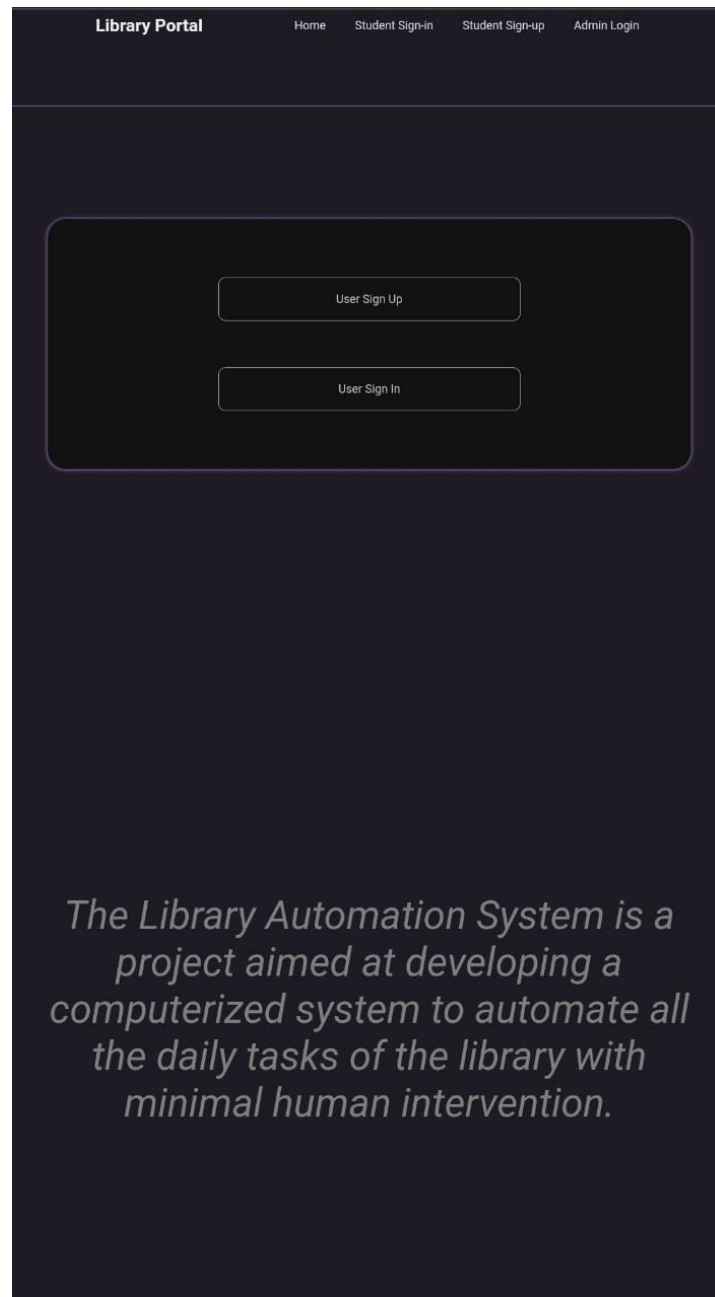 Library Portal Home Student Sign-in Student Sign-up Admin Login
User Sign Up
User Sign In
The Library Automation System is a
project aimed at developing a
computerized system to automate all
the daily tasks of the library with
minimal human intervention.